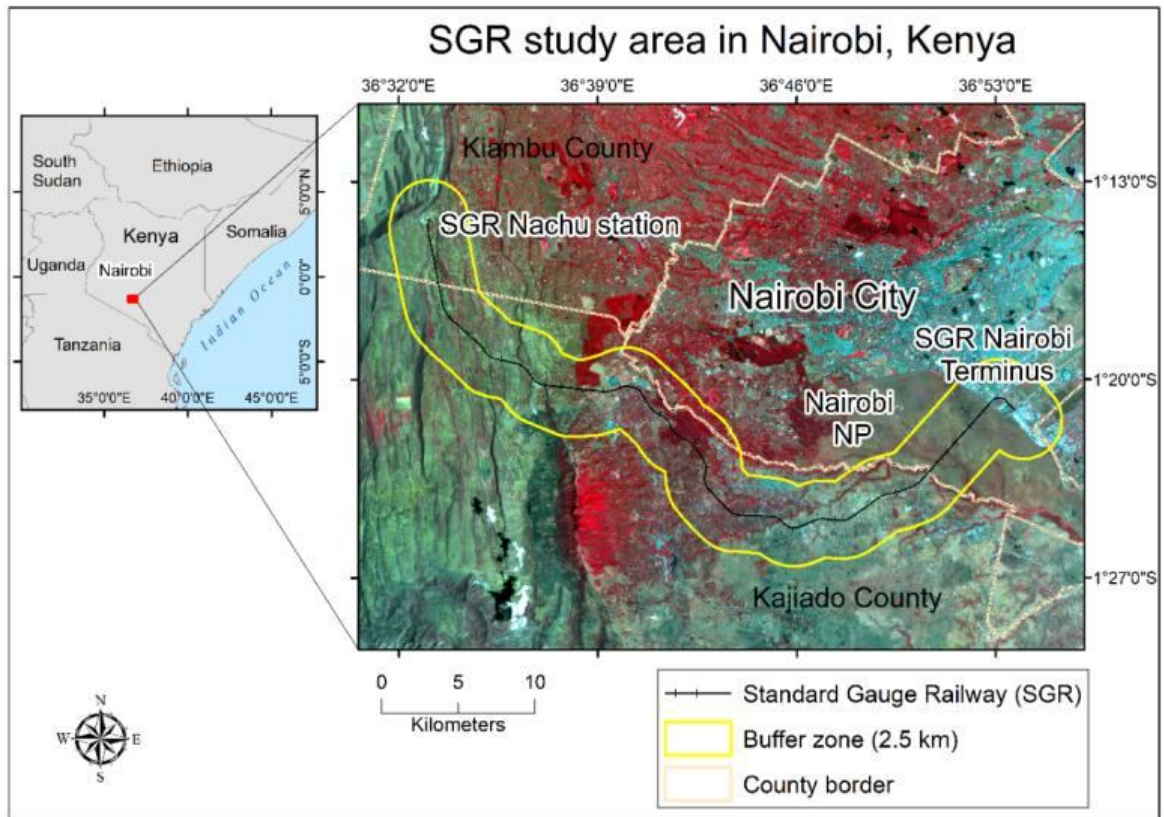 SGR study area in Nairobi, Kenya
36°32'0"E
36°39'0"E
36°46'0"E
36°53'0"E
South
Sudan
Ethiopia
Kenya
Somalia
Uganda
Nairobi
Tanzania
Indian Ocean
5°0'0"N
0°0'0"
5°0'0"S
35°0'0"E
40°0'0"E
45°0'0"E
Kiambu County
SGR Nachu station
Nairobi City
SGR Nairobi
Terminus
Nairobi
NP
Kajiado County
1°13'0"S
1°20'0"S
1°27'0"S
0
5
10
Kilometers
N
W
E
S
Standard Gauge Railway (SGR)
Buffer zone (2.5 km)
County border